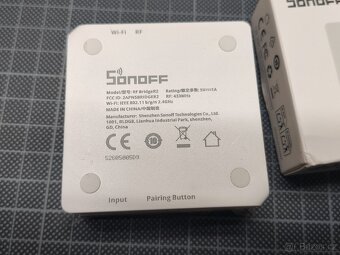 Wi-Fi RF
SONOFF
Model/型号: RF BridgeR2
Rating/额定参数: 5V⎓1A
FCC ID: 2APN5BRIDGER2
RF: 433MHz
Wi-Fi: IEEE 802.11 b/g/n 2.4GHz
MADE IN CHINA/中国制造
Manufacturer: Shenzhen Sonoff Technologies Co., Ltd.
1001, BLDG8, Lianhua Industrial Park, shenzhen,
GD, China
Input
Pairing Button